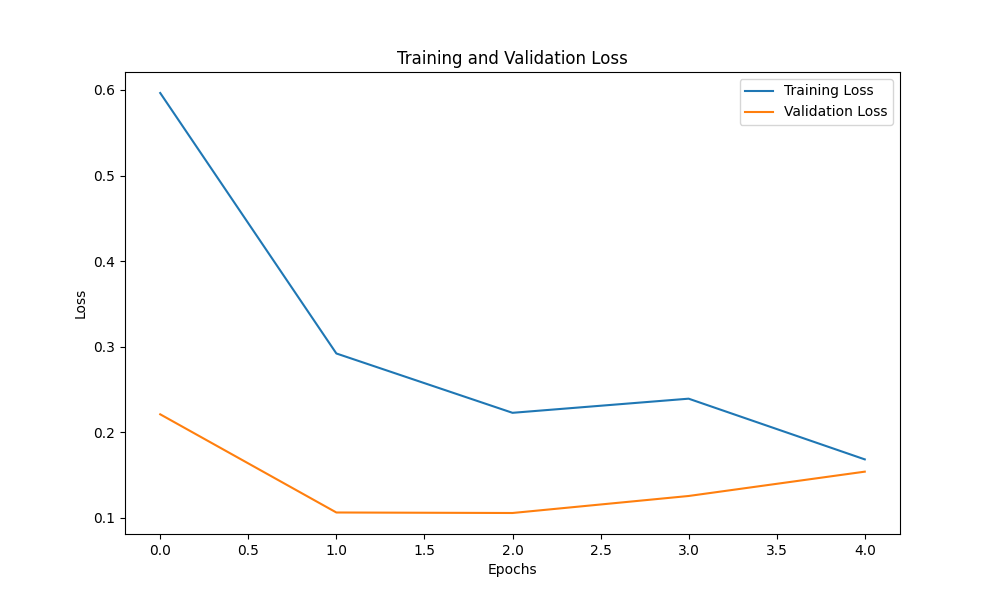 Training and Validation Loss
Training Loss
Validation Loss
0.6
0.5
0.4
0.3
0.2
0.1
Loss
0.0 0.5 1.0 1.5 2.0 2.5 3.0 3.5 4.0
Epochs